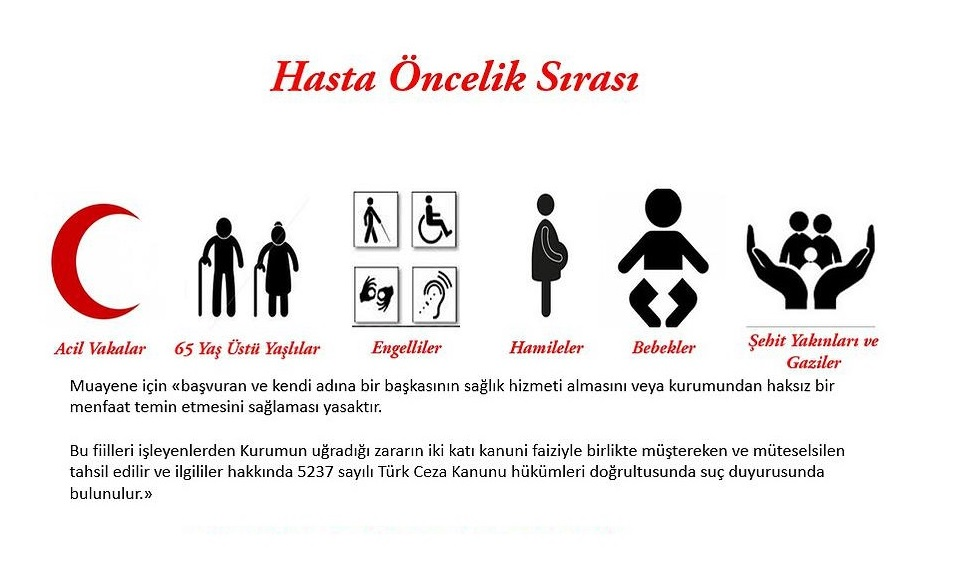 Hasta Öncelik Sırası
Acil Vakalar
65 Yaş Üstü Yaşlılar
Engelliler
Hamileler
Bebekler
Şehit Yakınları ve
Gaziler
Muayene için «başvuran ve kendi adına bir başkasının sağlık hizmeti almasını veya kurumundan haksız bir
menfaat temin etmesini sağlaması yasaktır.
Bu fiilleri işleyenlerden Kurumun uğradığı zararın iki katı kanuni faiziyle birlikte müştereken ve müteselsilen
tahsil edilir ve ilgililer hakkında 5237 sayılı Türk Ceza Kanunu hükümleri doğrultusunda suç duyurusunda
bulunulur.»